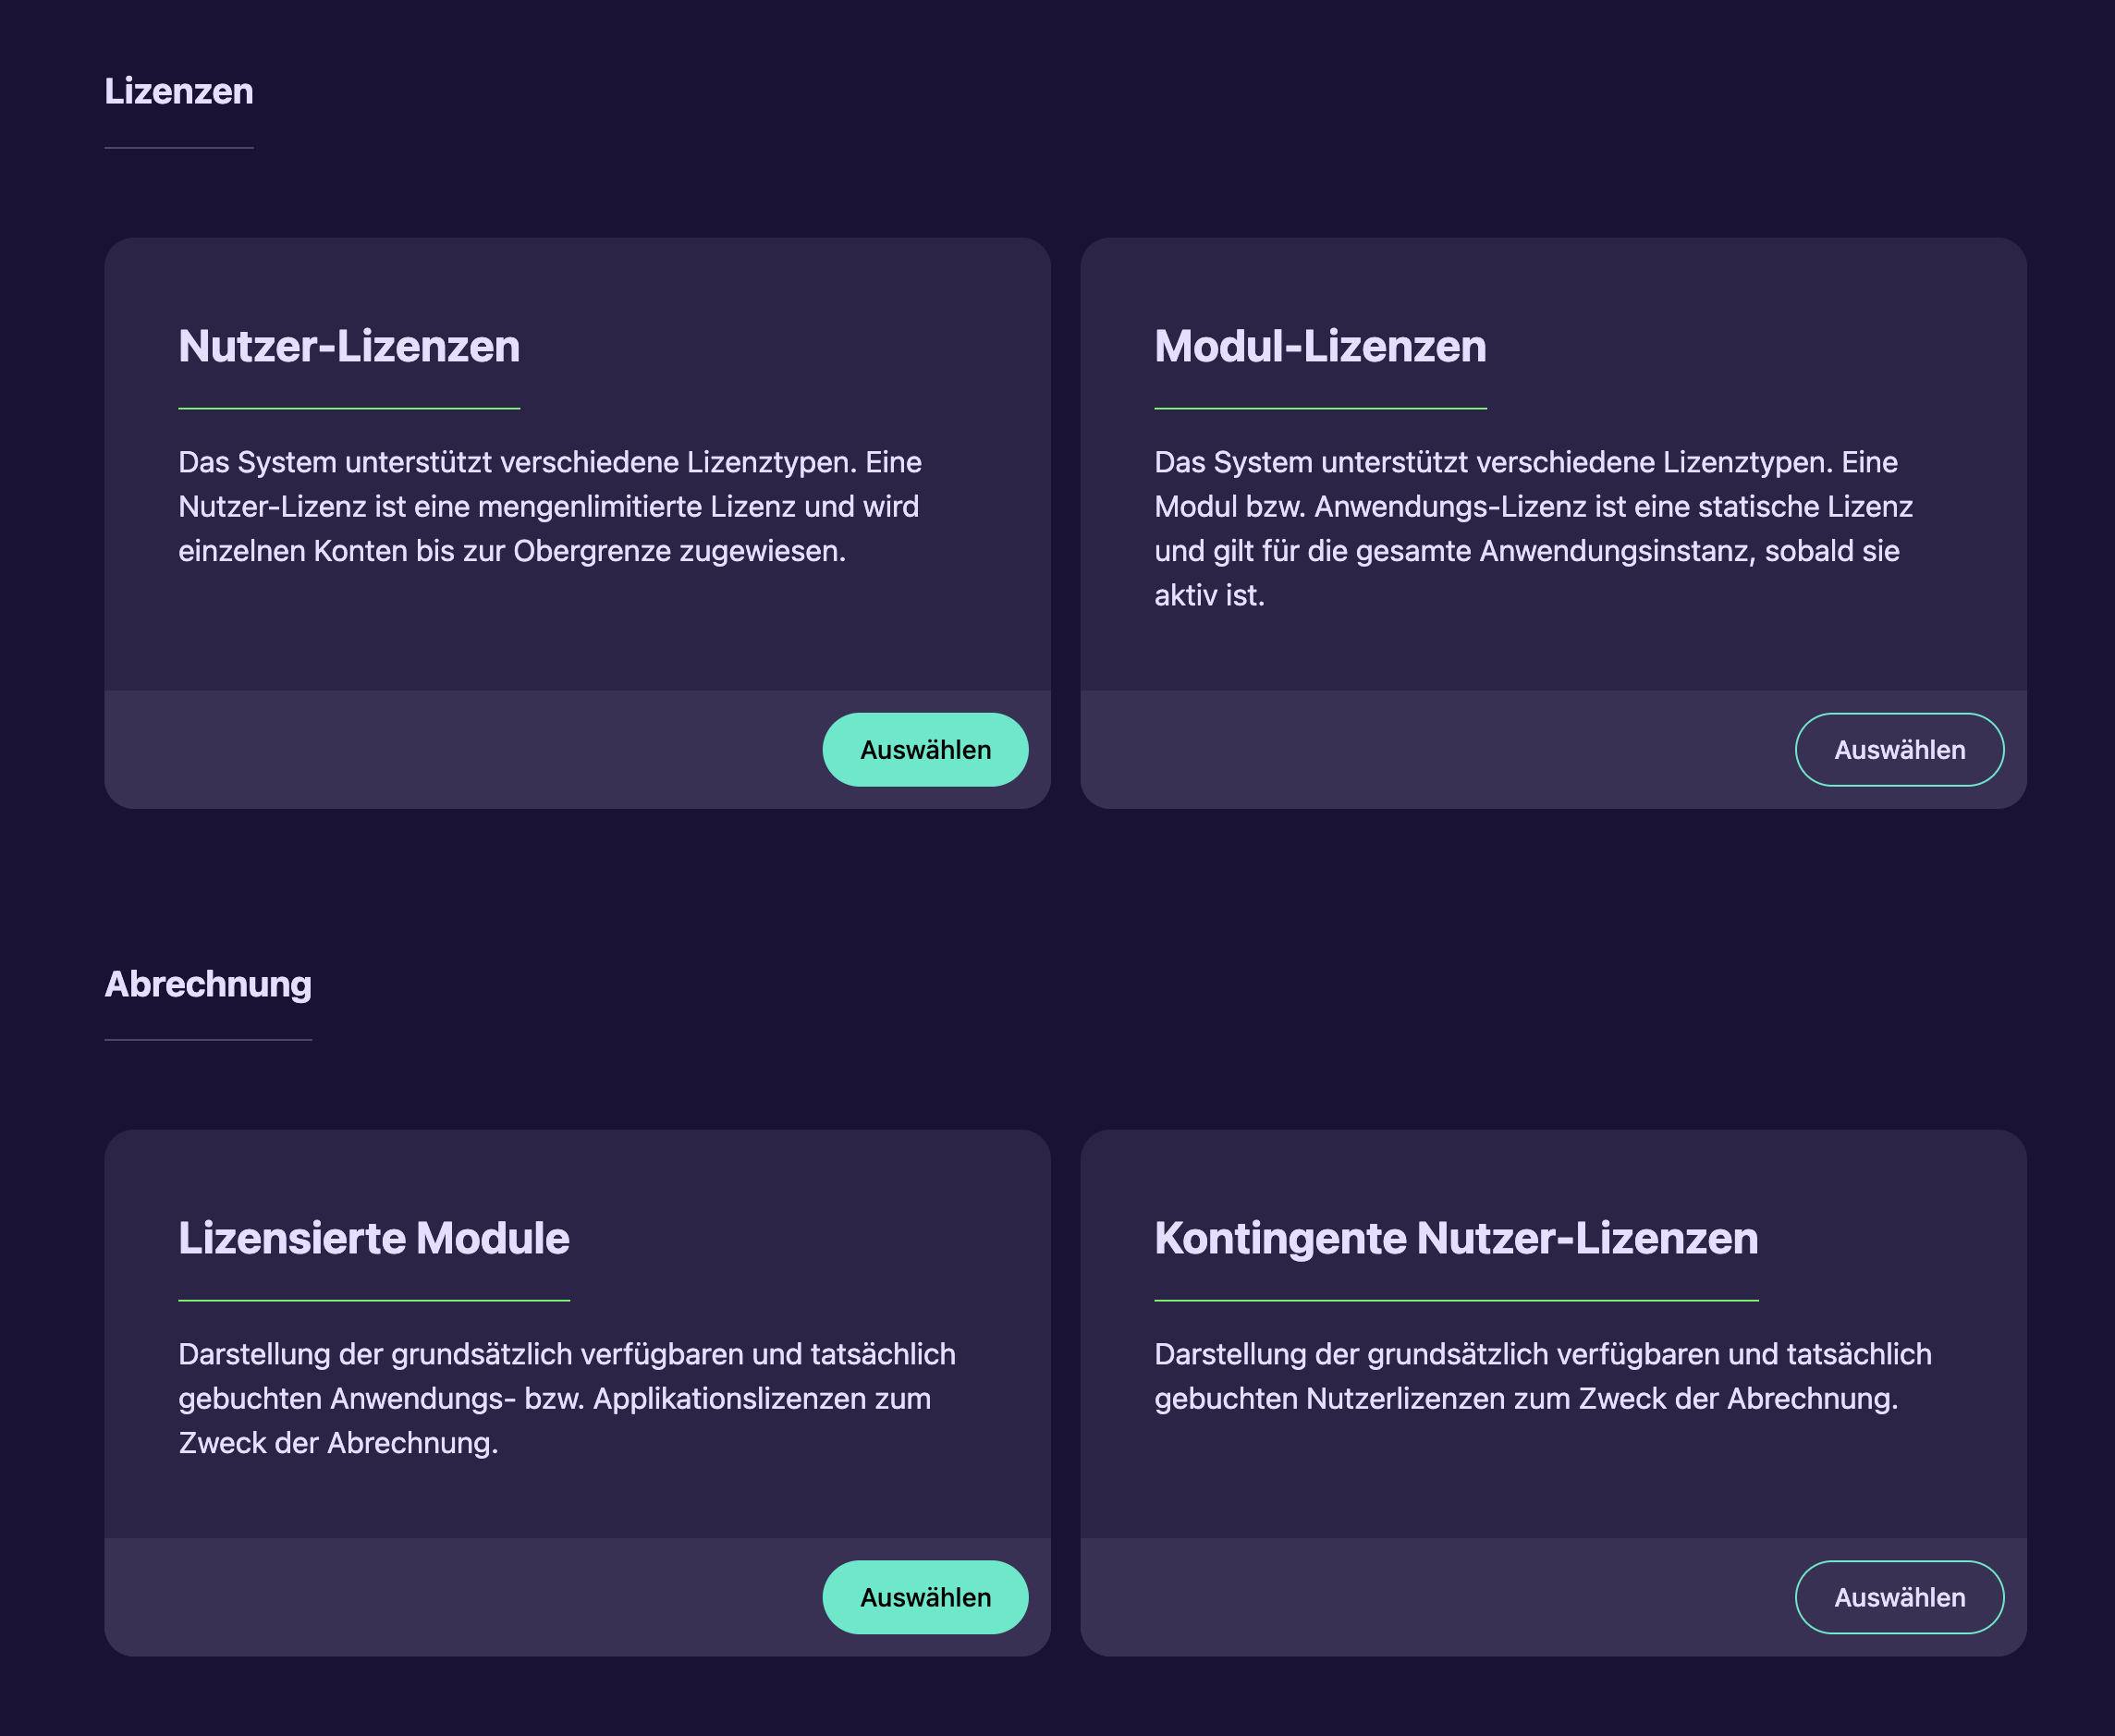 Lizenzen
Nutzer-Lizenzen
Das System unterstützt verschiedene Lizenztypen. Eine
Nutzer-Lizenz ist eine mengenlimitierte Lizenz und wird
einzelnen Konten bis zur Obergrenze zugewiesen.
Auswählen
Modul-Lizenzen
Das System unterstützt verschiedene Lizenztypen. Eine
Modul bzw. Anwendungs-Lizenz ist eine statische Lizenz
und gilt für die gesamte Anwendungsinstanz, sobald sie
aktiv ist.
Auswählen
Abrechnung
Lizensierte Module
Darstellung der grundsätzlich verfügbaren und tatsächlich
gebuchten Anwendungs- bzw. Applikationslizenzen zum
Zweck der Abrechnung.
Auswählen
Kontingente Nutzer-Lizenzen
Darstellung der grundsätzlich verfügbaren und tatsächlich
gebuchten Nutzerlizenzen zum Zweck der Abrechnung.
Auswählen